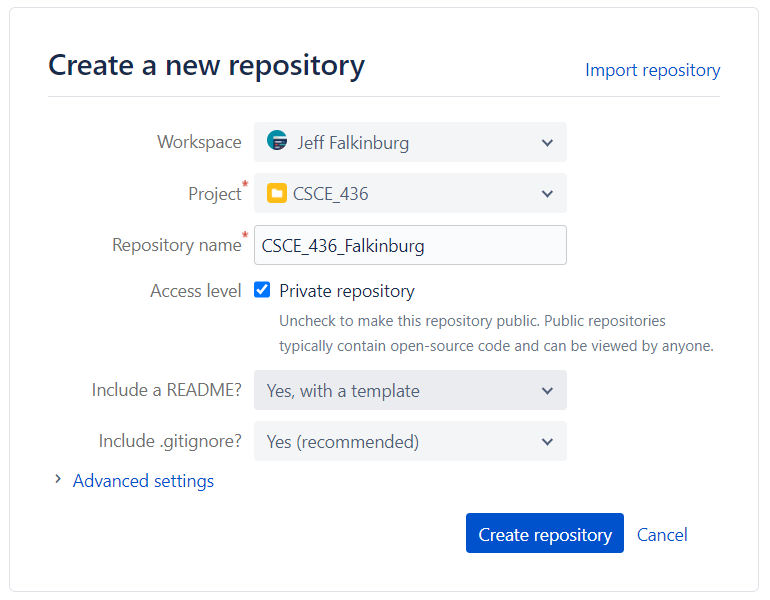 Create a new repository
Import repository
Workspace
Jeff Falkinburg
Project*
CSCE_436
Repository name*
CSCE_436_Falkinburg
Access level
Private repository
Uncheck to make this repository public. Public repositories
typically contain open-source code and can be viewed by anyone.
Include a README?
Yes, with a template
Include .gitignore?
Yes (recommended)
Advanced settings
Create repository
Cancel